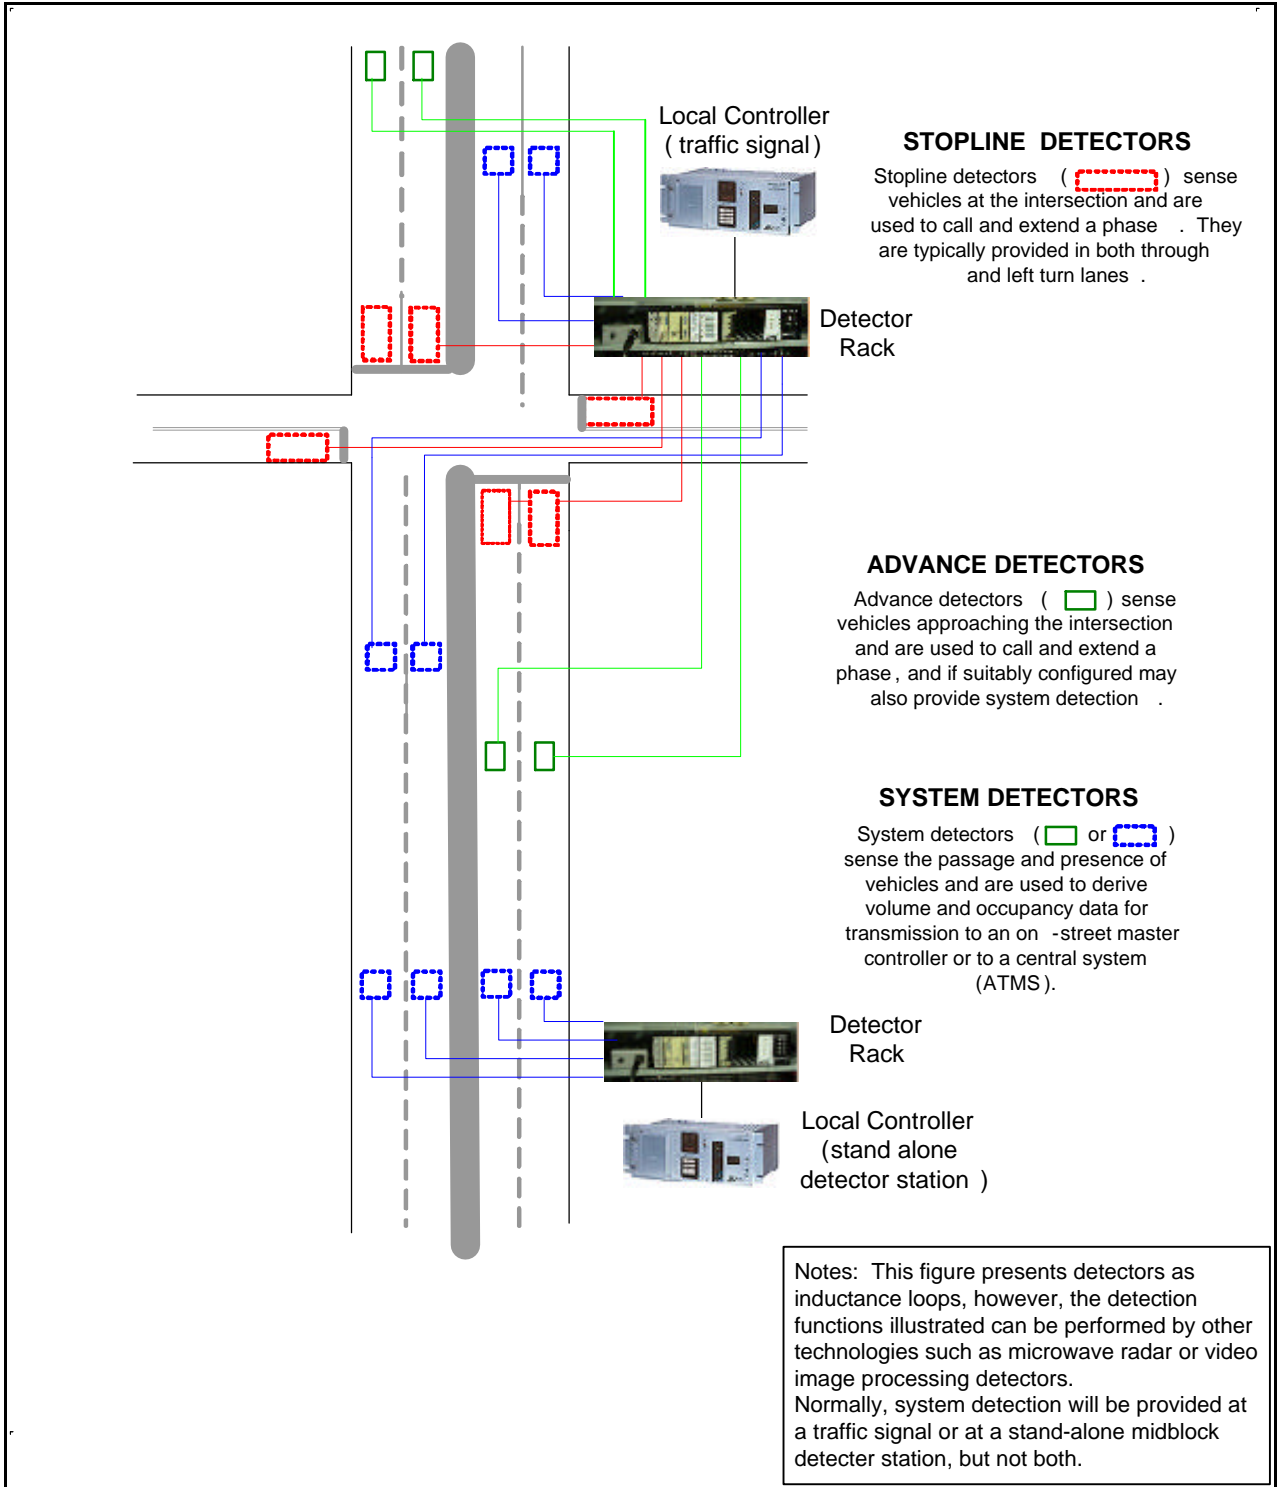 Local Controller
( traffic signal )
STOPLINE DETECTORS
Stopline detectors ( ) sense
vehicles at the intersection and are
used to call and extend a phase . They
are typically provided in both through
and left turn lanes .
Detector
Rack
ADVANCE DETECTORS
Advance detectors ( ) sense
vehicles approaching the intersection
and are used to call and extend a
phase , and if suitably configured may
also provide system detection .
SYSTEM DETECTORS
System detectors ( or )
sense the passage and presence of
vehicles and are used to derive
volume and occupancy data for
transmission to an on -street master
controller or to a central system
(ATMS ).
Detector
Rack
Local Controller
(stand alone
detector station )
Notes: This figure presents detectors as
inductance loops, however, the detection
functions illustrated can be performed by other
technologies such as microwave radar or video
image processing detectors.
Normally, system detection will be provided at
a traffic signal or at a stand-alone midblock
detecter station, but not both.